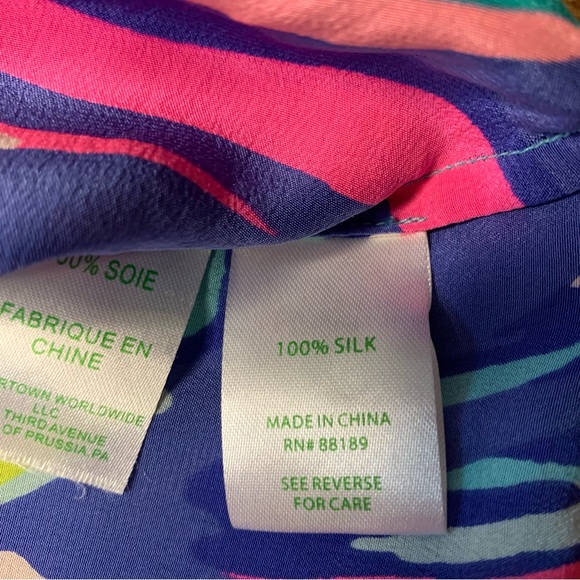 % SOIE
FABRIQUE EN
CHINE
WORLDWIDE
LLC
THIRD AVENUE
OF PRUSSIA, PA
100% SILK
MADE IN CHINA
RN# 88189
SEE REVERSE
FOR CARE